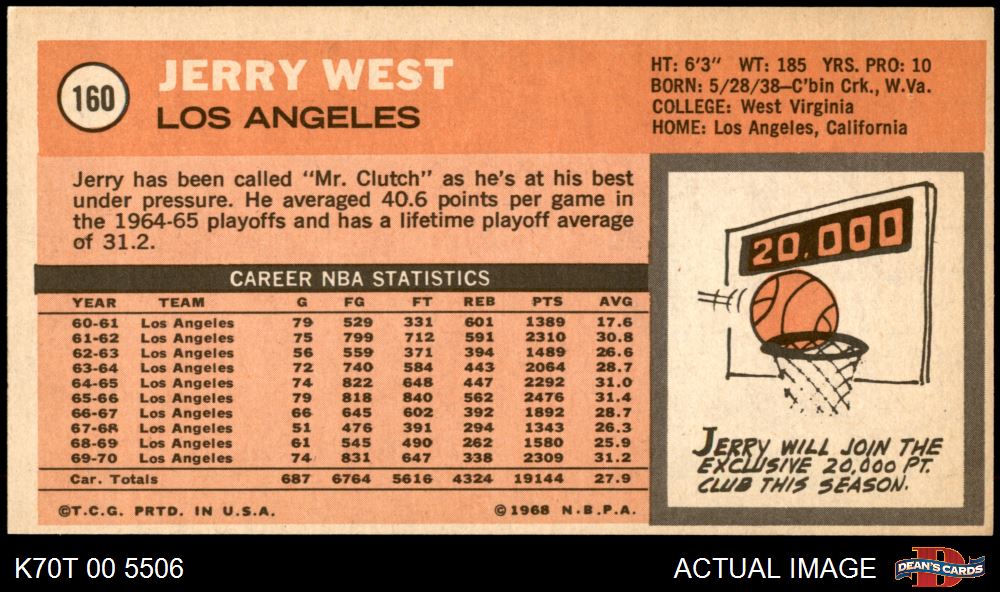 160
JERRY WEST
LOS ANGELES
HT: 6'3" WT: 185 YRS. PRO: 10
BORN: 5/28/38—C'bin Crk., W.Va.
COLLEGE: West Virginia
HOME: Los Angeles, California
Jerry has been called "Mr. Clutch" as he's at his best
under pressure. He averaged 40.6 points per game in
the 1964-65 playoffs and has a lifetime playoff average
of 31.2.
CAREER NBA STATISTICS
YEAR TEAM G FG FT REB PTS AVG
60-61 Los Angeles 79 529 331 601 1389 17.6
61-62 Los Angeles 75 799 712 591 2310 30.8
62-63 Los Angeles 56 559 371 394 1489 26.6
63-64 Los Angeles 72 740 584 443 2064 28.7
64-65 Los Angeles 74 822 648 447 2292 31.0
65-66 Los Angeles 79 818 840 562 2476 31.4
66-67 Los Angeles 66 645 602 392 1892 28.7
67-68 Los Angeles 51 476 391 294 1343 26.3
68-69 Los Angeles 61 545 490 262 1580 25.9
69-70 Los Angeles 74 831 647 338 2309 31.2
Car. Totals 687 6764 5616 4324 19144 27.9
©T.C.G. PRTD. IN U.S.A. ©1968 N.B.P.A.
20,000
JERRY WILL JOIN THE
EXCLUSIVE 20,000 PT.
CLUB THIS SEASON.
K70T 00 5506
ACTUAL IMAGE
D
DEAN'S CARDS